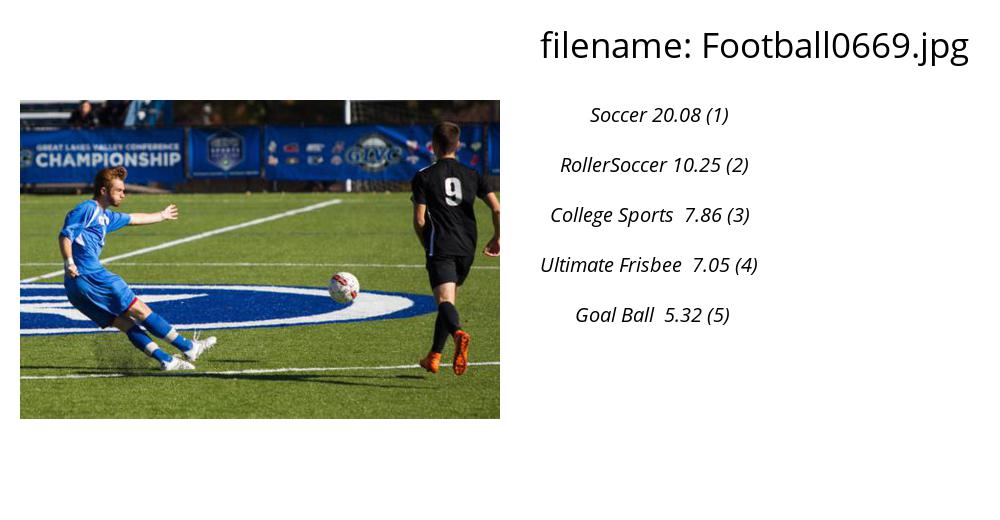 filename: Football0669.jpg
Soccer 20.08 (1)
RollerSoccer 10.25 (2)
College Sports 7.86 (3)
Ultimate Frisbee 7.05 (4)
Goal Ball 5.32 (5)
GREAT LAKES VALLEY CONFERENCE
CHAMPIONSHIP
SPORTS
GLVC
9